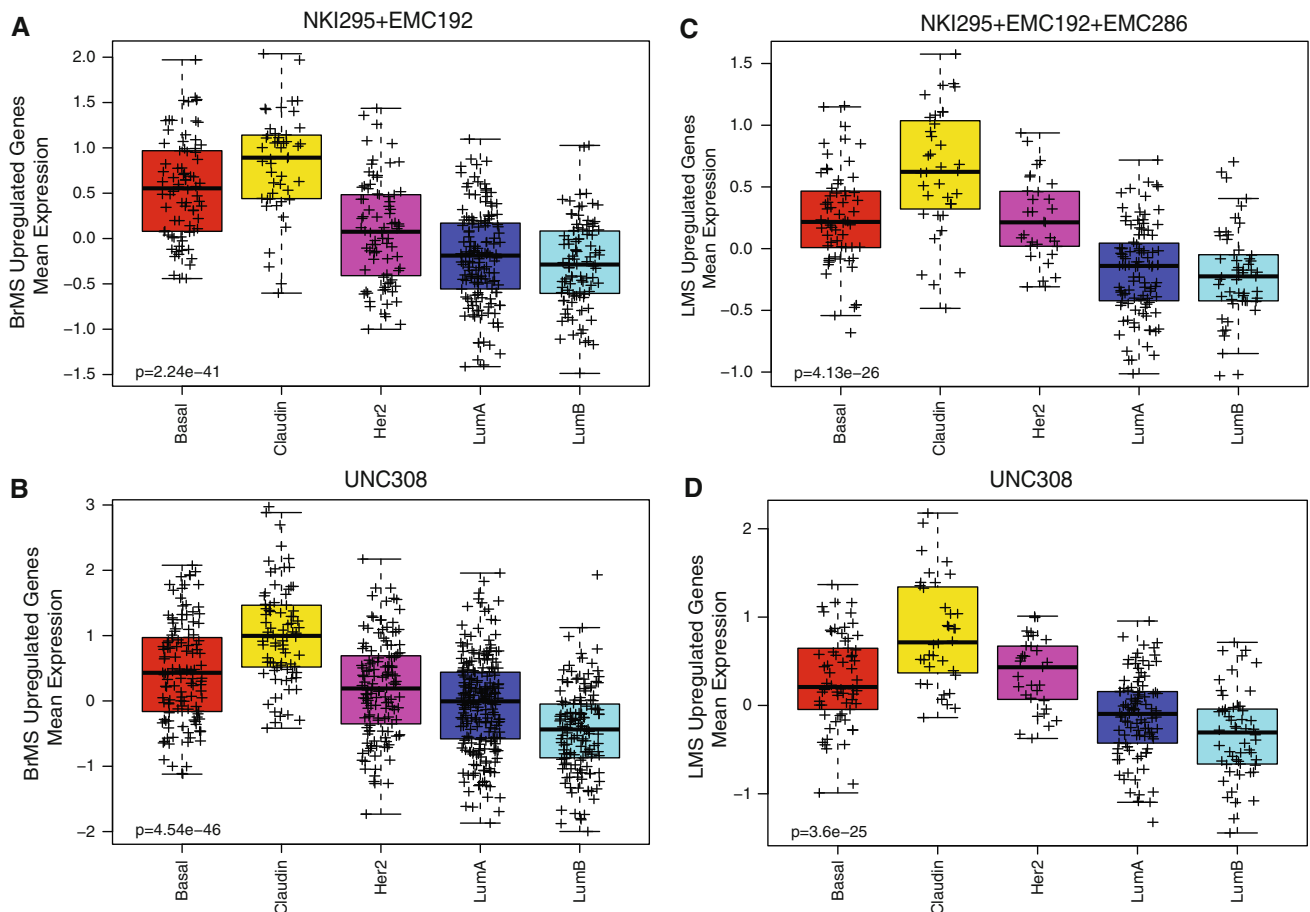 A
NKI295+EMC192
BrMS Upregulated Genes
Mean Expression
2.0
1.5
1.0
0.5
0.0
−0.5
−1.0
−1.5
p=2.24e−41
Basal
Claudin
Her2
LumA
LumB
C
NKI295+EMC192+EMC286
LMS Upregulated Genes
Mean Expression
1.5
1.0
0.5
0.0
−0.5
−1.0
p=4.13e−26
Basal
Claudin
Her2
LumA
LumB
B
UNC308
BrMS Upregulated Genes
Mean Expression
3
2
1
0
−1
−2
p=4.54e−46
Basal
Claudin
Her2
LumA
LumB
D
UNC308
LMS Upregulated Genes
Mean Expression
2
1
0
−1
p=3.6e−25
Basal
Claudin
Her2
LumA
LumB